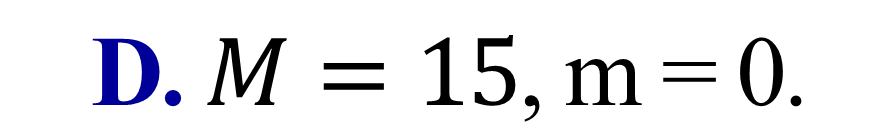 D. M = 15, m = 0.